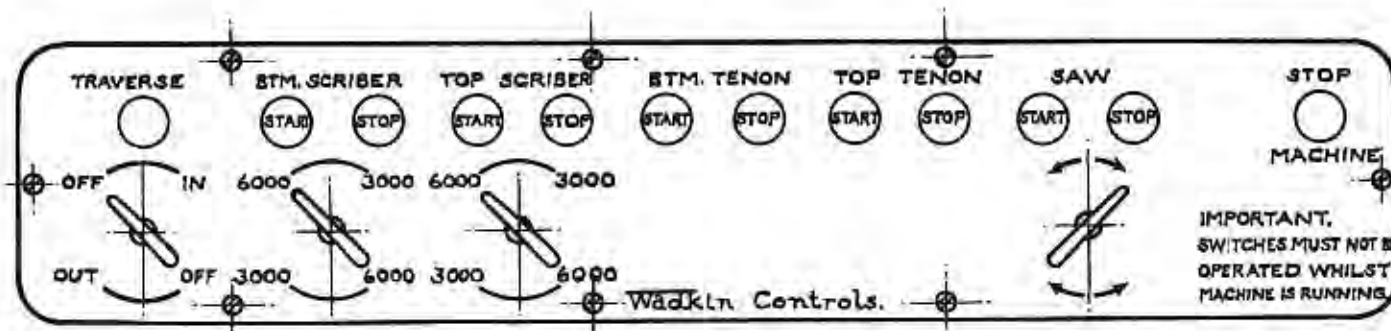 TRAVERSE BTM. SCRIBER TOP SCRIBER BTM. TENON TOP TENON SAW STOP
START STOP START STOP START STOP START STOP START STOP
MACHINE
OFF IN 6000 3000 6000 3000
OUT OFF 3000 6000 3000 6000
IMPORTANT.
SWITCHES MUST NOT
OPERATED WHILST
MACHINE IS RUNNING.
Wadkin Controls.